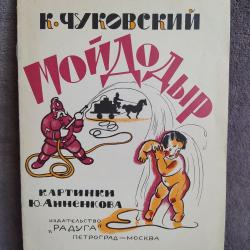 К. ЧУКОВСКИЙ
МОЙДОДЫР
КАРТИНКИ
Ю. АННЕНКОВА
ИЗДАТЕЛЬСТВО
"РАДУГА"
ПЕТРОГРАД—МОСКВА